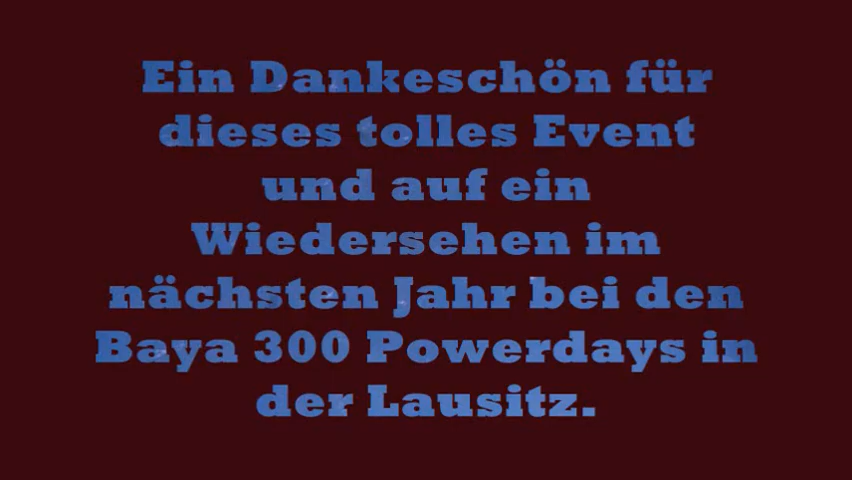 Ein Dankeschön für
dieses tolles Event
und auf ein
Wiedersehen im
nächsten Jahr bei den
Baya 300 Powerdays in
der Lausitz.